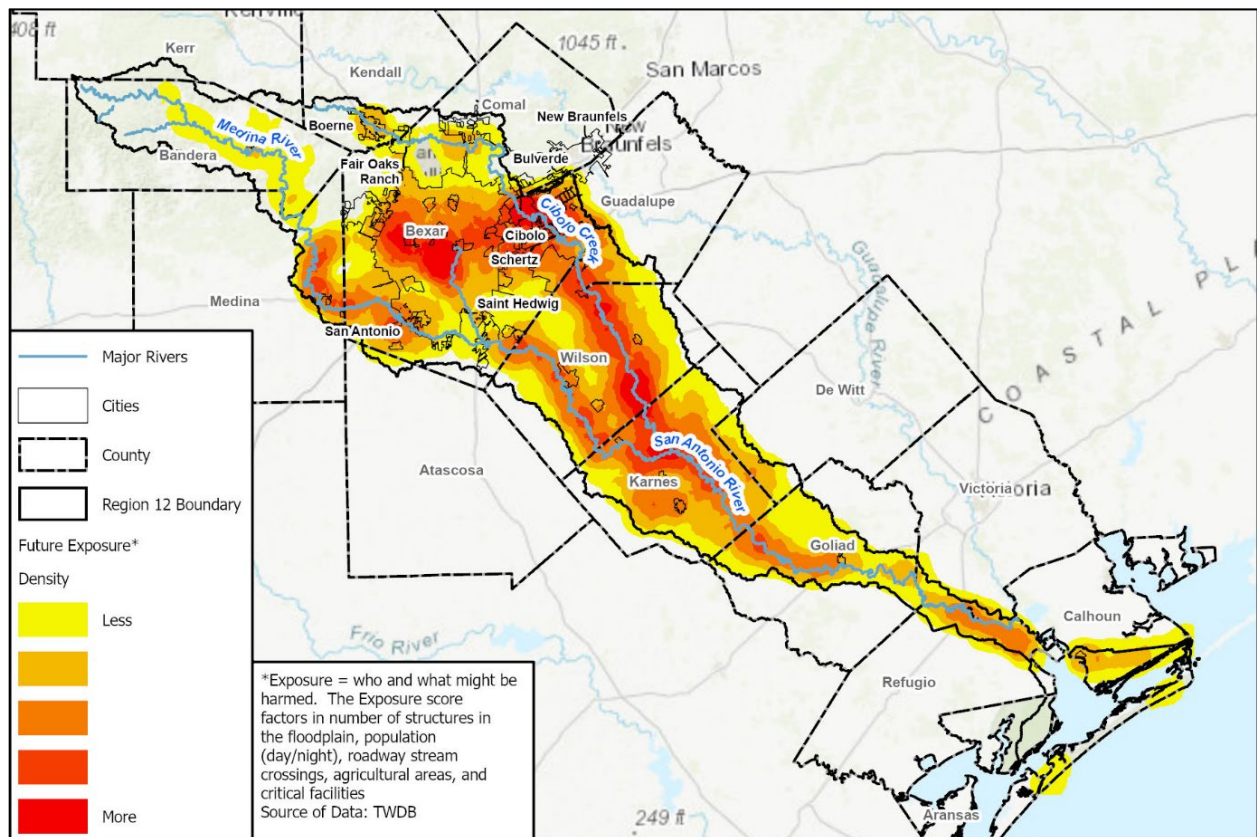 Kerrville
408 ft
Kerr
1045 ft
Kendall
San Marcos
Comal
New Braunfels
New
Braunfels
Boerne
Medina River
Bandera
Fair Oaks
Ranch
Bulverde
Guadalupe
Cibolo Creek
Bexar
Cibolo
Schertz
Guadalupe River
Medina
Saint Hedwig
San Antonio
Wilson
COASTAL PLA
De Witt
Atascosa
San Antonio River
Karnes
Victoria
Victoria
Goliad
Calhoun
Frio River
Refugio
Aransas
249 ft
Major Rivers
Cities
County
Region 12 Boundary
Future Exposure*
Density
Less
More
*Exposure = who and what might be
harmed. The Exposure score
factors in number of structures in
the floodplain, population
(day/night), roadway stream
crossings, agricultural areas, and
critical facilities
Source of Data: TWDB